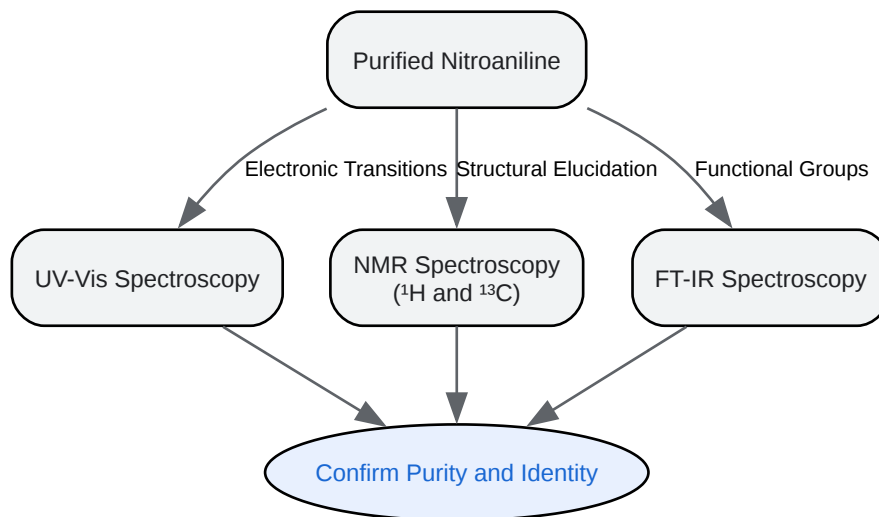 Purified Nitroaniline
Electronic Transitions
Structural Elucidation
Functional Groups
UV-Vis Spectroscopy
NMR Spectroscopy
(¹H and ¹³C)
FT-IR Spectroscopy
Confirm Purity and Identity